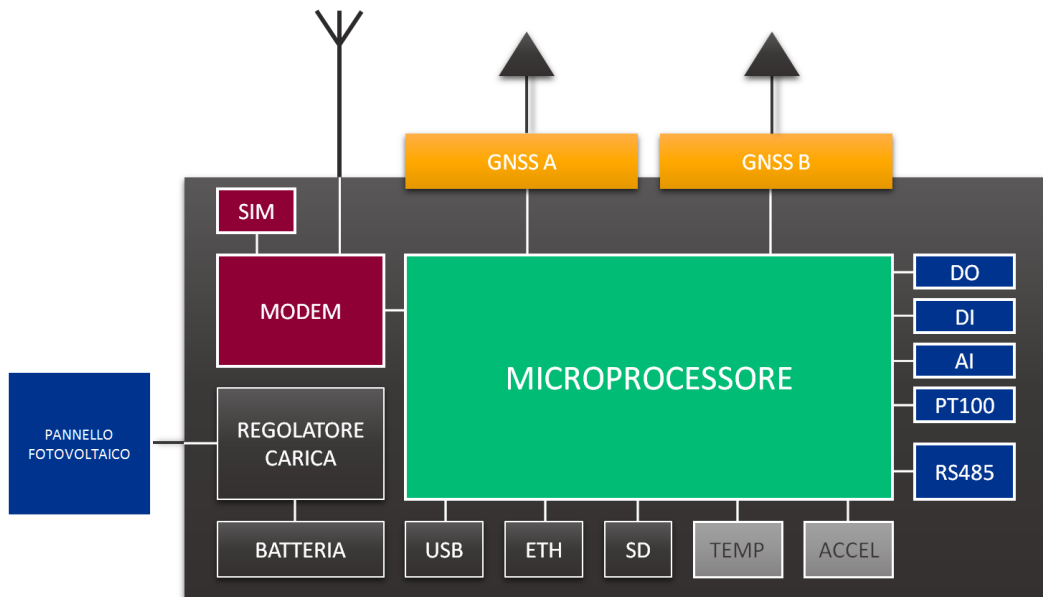 GNSS A
GNSS B
SIM
MODEM
MICROPROCESSORE
DO
DI
AI
PT100
RS485
PANNELLO
FOTOVOLTAICO
REGOLATORE
CARICA
BATTERIA
USB
ETH
SD
TEMP
ACCEL